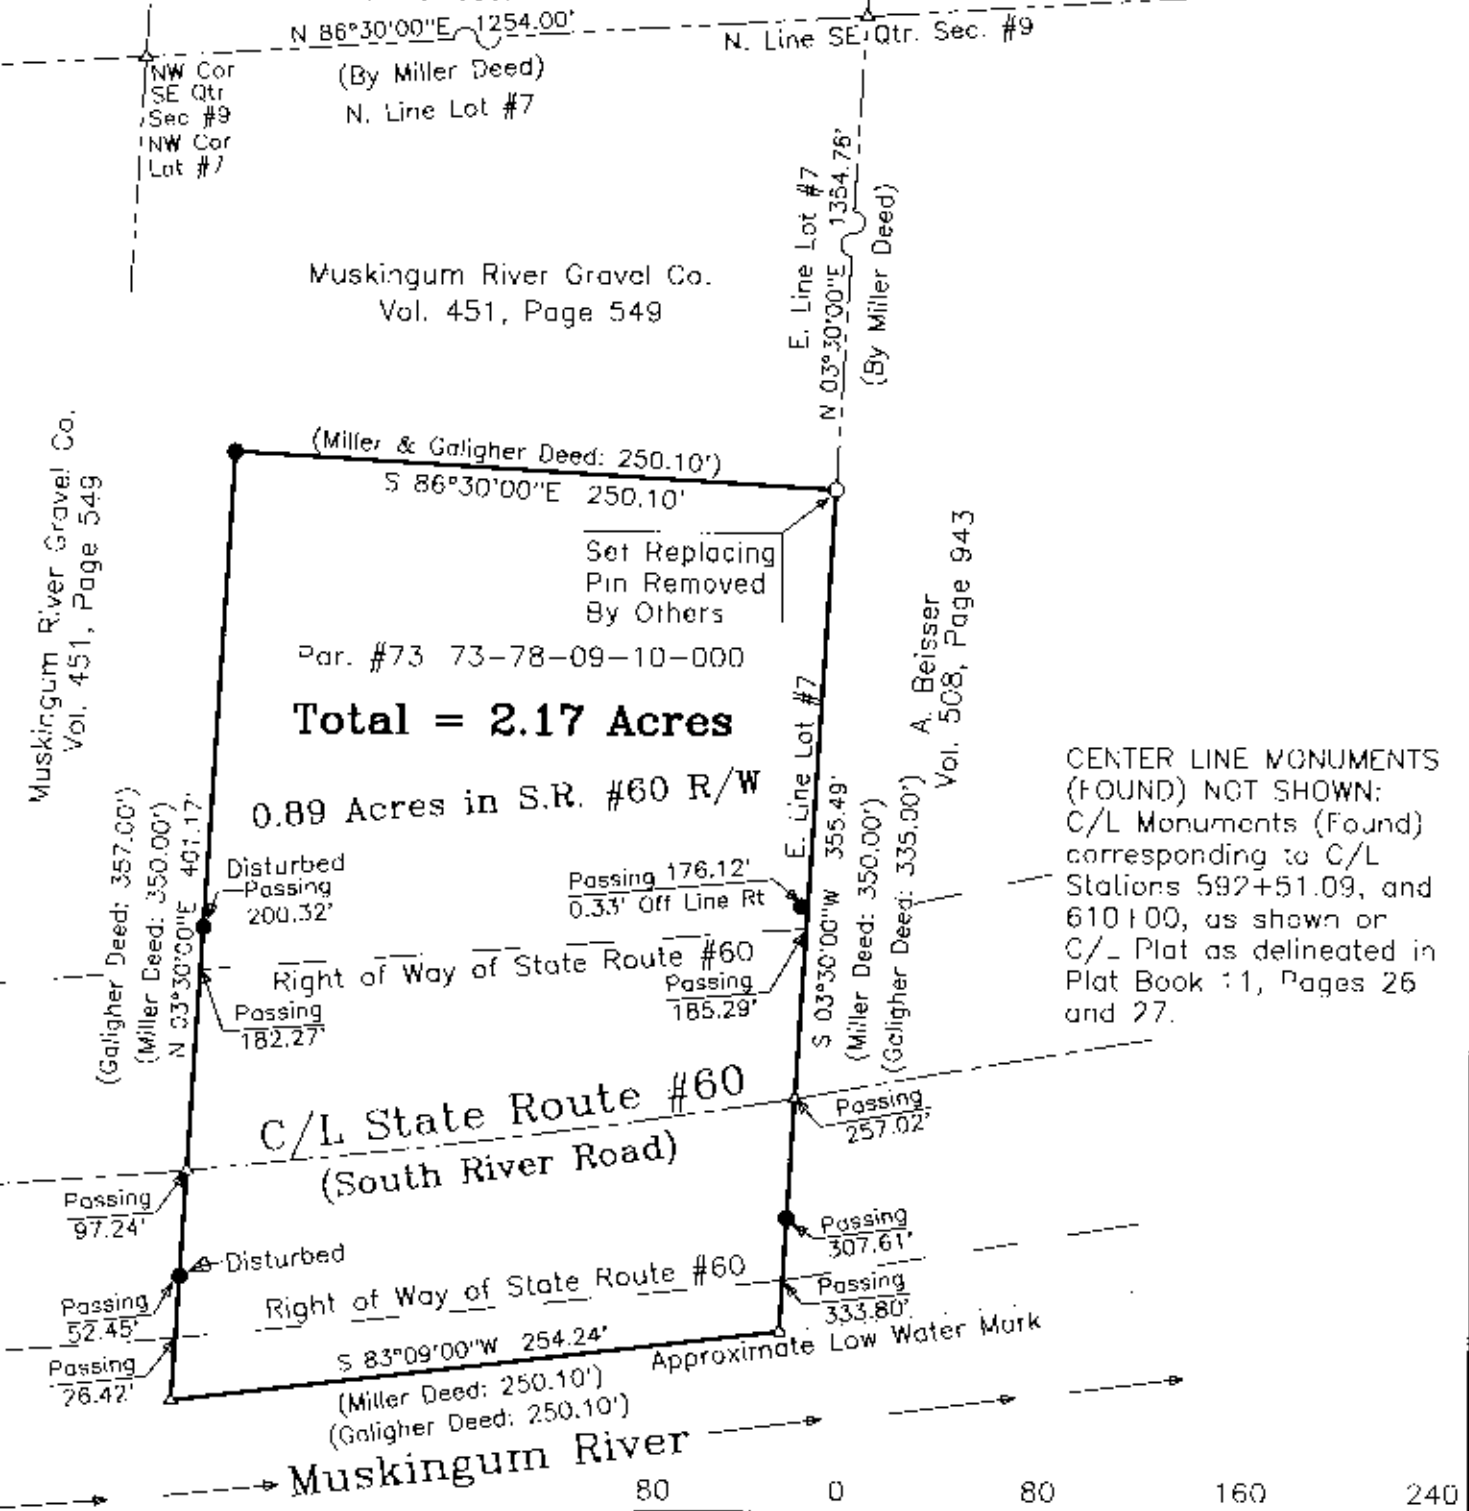 N 86°30'00"E 1254.00'
N. Line SE Qtr. Sec. #9
(By Miller Deed)
N. Line Lot #7
NW Cor
SE Qtr
Sec #9
NW Cor
Lot #7
E. Line Lot #7
N 03°30'00"E 1354.76'
(By Miller Deed)
Muskingum River Gravel Co.
Vol. 451, Page 549
Muskingum River Gravel Co.
Vol. 451, Page 549
(Miller & Galigher Deed: 250.10')
S 86°30'00"E 250.10'
Set Replacing
Pin Removed
By Others
A. Beisser
Vol. 508, Page 943
Par. #73 73-78-09-10-000
Total = 2.17 Acres
0.89 Acres in S.R. #60 R/W
E. Line Lot #7
S 03°30'00"W 355.49'
(Miller Deed: 350.00')
(Galigher Deed: 335.00')
(Galigher Deed: 357.00')
(Miller Deed: 350.00')
N 03°30'00"E 401.17'
Disturbed
Passing
200.32'
Passing 176.12'
0.33' Off Line Rt
Right of Way of State Route #60
Passing
182.27'
Passing
185.29'
CENTER LINE MONUMENTS
(FOUND) NOT SHOWN:
C/L Monuments (Found)
corresponding to C/L
Stations 592+51.09, and
610+00, as shown on
C/L Plat as delineated in
Plat Book 11, Pages 26
and 27.
C/L State Route #60
(South River Road)
Passing
257.02'
Passing
97.24'
Passing
307.61'
Disturbed
Right of Way of State Route #60
Passing
52.45'
Passing
333.80'
Passing
26.42'
S 83°09'00"W 254.24'
Approximate Low Water Mark
(Miller Deed: 250.10')
(Galigher Deed: 250.10')
Muskingum River
80 0 80 160 240